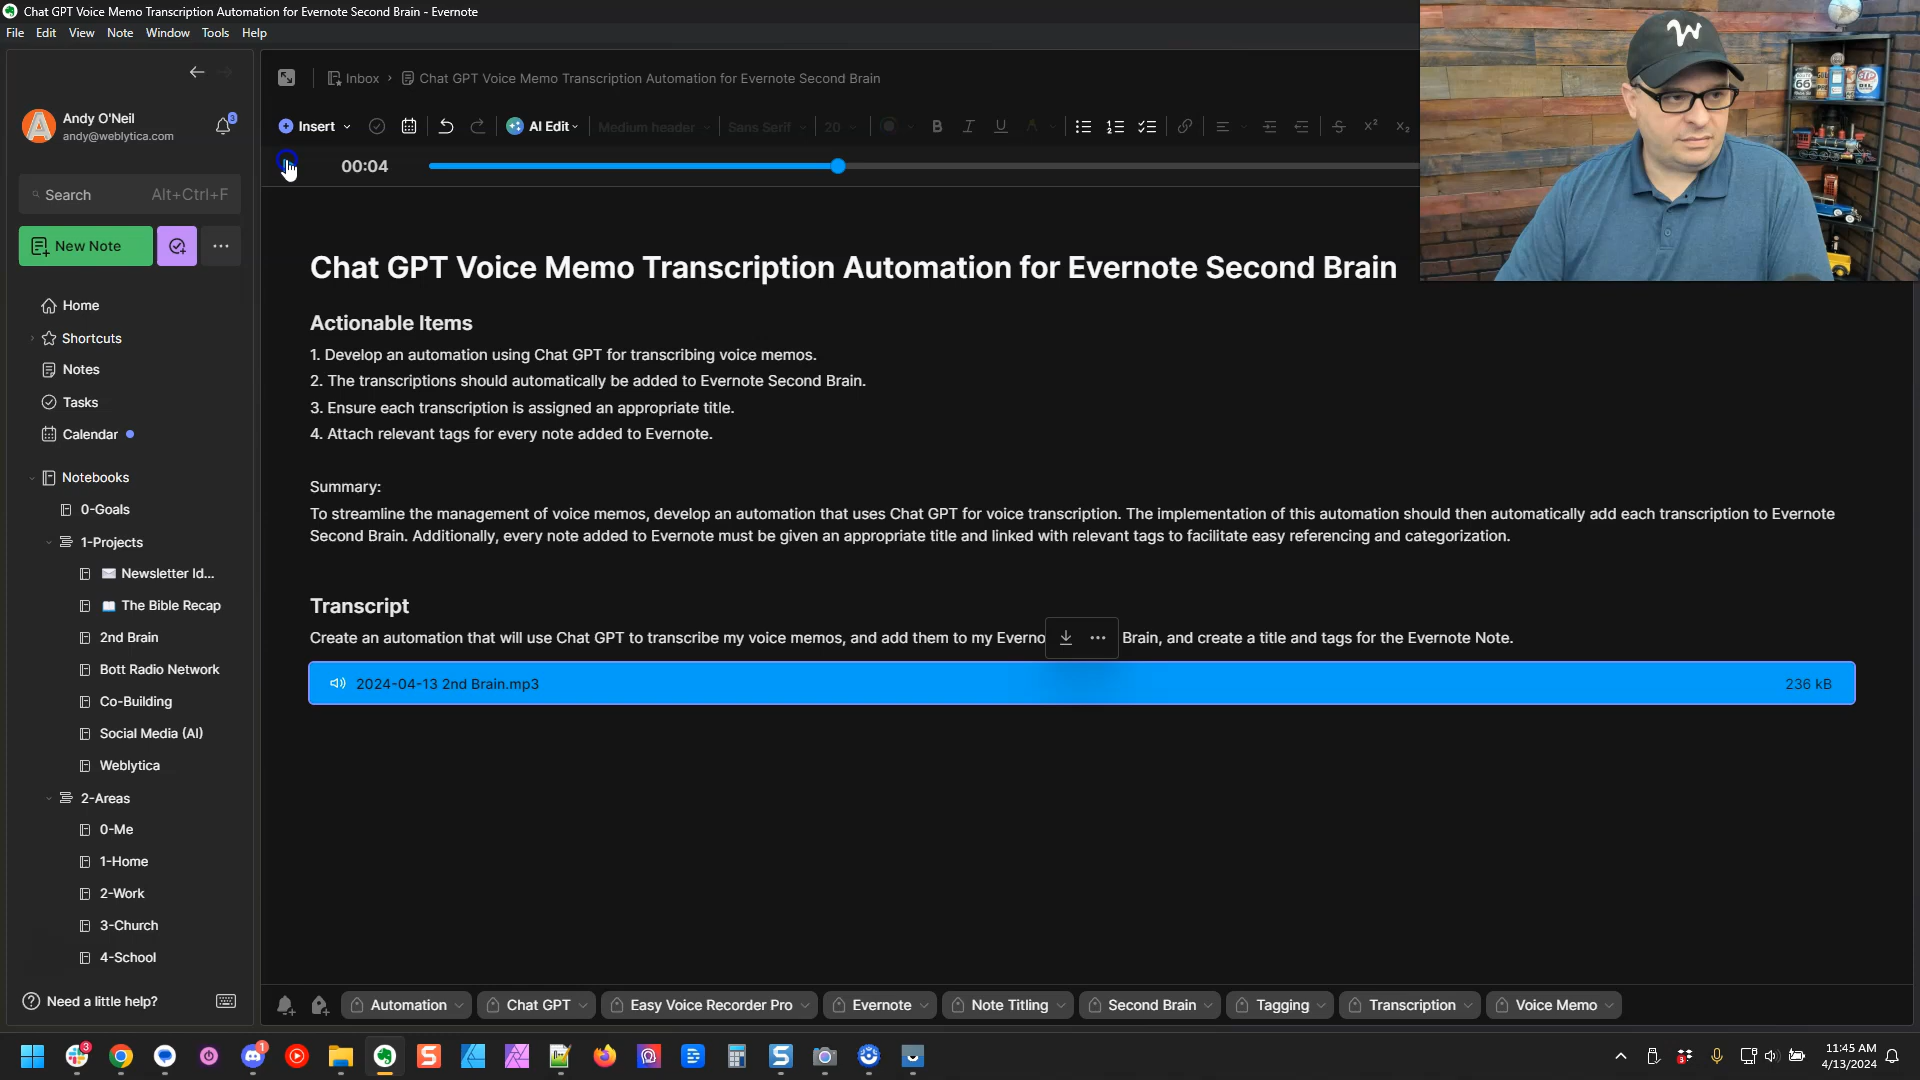 Chat GPT Voice Memo Transcription Automation for Evernote Second Brain - Evernote
File Edit View Note Window Tools Help
Andy O'Neil
andy@weblytica.com
3
Search Alt+Ctrl+F
New Note
Home
Shortcuts
Notes
Tasks
Calendar
Notebooks
0-Goals
1-Projects
Newsletter Id...
The Bible Recap
2nd Brain
Bott Radio Network
Co-Building
Social Media (AI)
Weblytica
2-Areas
0-Me
1-Home
2-Work
3-Church
4-School
Need a little help?
Inbox › Chat GPT Voice Memo Transcription Automation for Evernote Second Brain
Insert AI Edit Medium header Sans Serif 20 B I U A S X² X₂
00:04
Chat GPT Voice Memo Transcription Automation for Evernote Second Brain
Actionable Items
1. Develop an automation using Chat GPT for transcribing voice memos.
2. The transcriptions should automatically be added to Evernote Second Brain.
3. Ensure each transcription is assigned an appropriate title.
4. Attach relevant tags for every note added to Evernote.
Summary:
To streamline the management of voice memos, develop an automation that uses Chat GPT for voice transcription. The implementation of this automation should then automatically add each transcription to Evernote
Second Brain. Additionally, every note added to Evernote must be given an appropriate title and linked with relevant tags to facilitate easy referencing and categorization.
Transcript
Create an automation that will use Chat GPT to transcribe my voice memos, and add them to my Everno Brain, and create a title and tags for the Evernote Note.
2024-04-13 2nd Brain.mp3 236 kB
Automation Chat GPT Easy Voice Recorder Pro Evernote Note Titling Second Brain Tagging Transcription Voice Memo
3 1 3
11:45 AM
4/13/2024
W
ROUTE
66